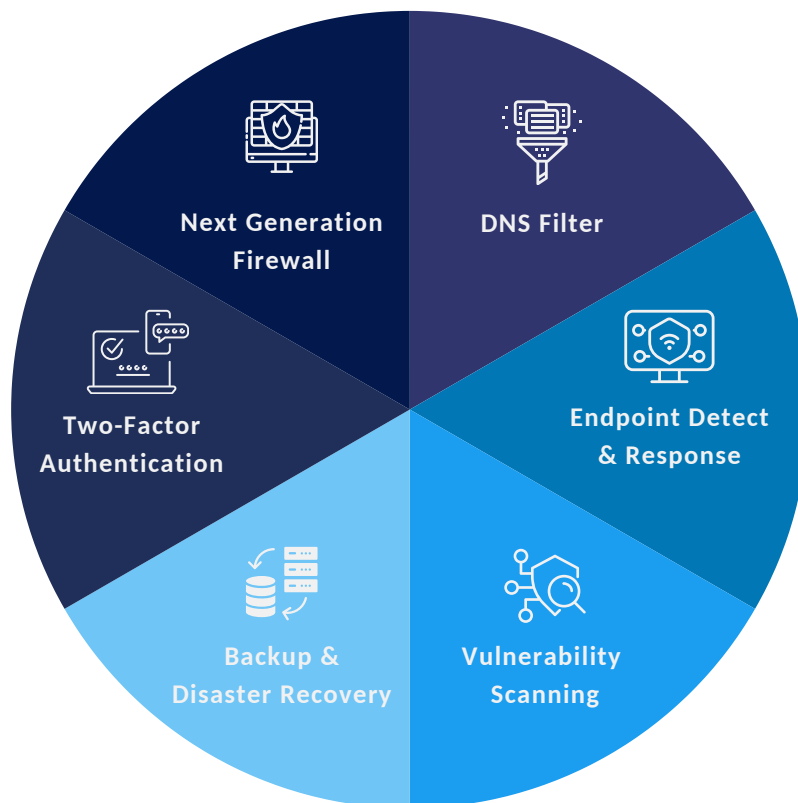 Next Generation
Firewall
DNS Filter
Endpoint Detect
& Response
Vulnerability
Scanning
Backup &
Disaster Recovery
Two-Factor
Authentication